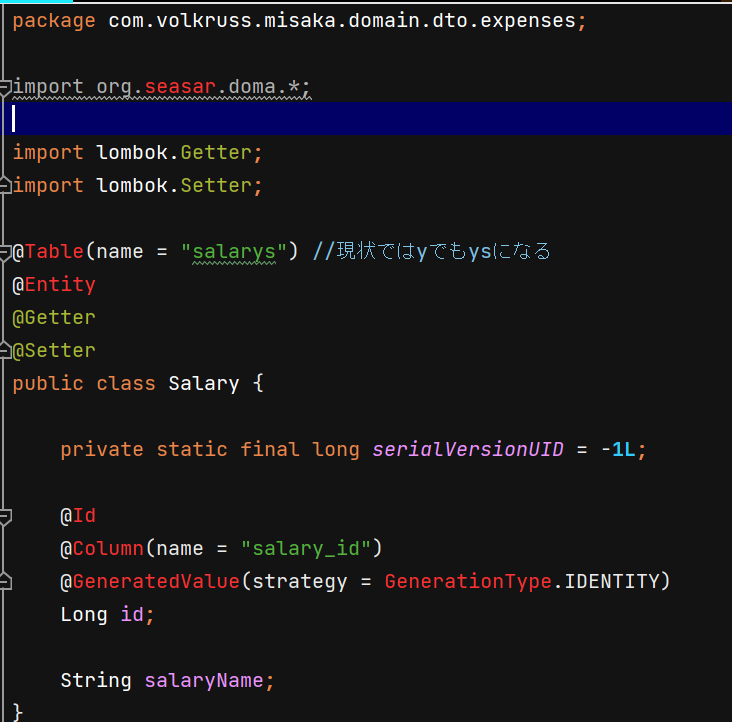 package com.volkruss.misaka.domain.dto.expenses;
import org.seasar.doma.*;
import lombok.Getter;
import lombok.Setter;
@Table(name = "salarys") //現状ではyでもysになる
@Entity
@Getter
@Setter
public class Salary {
private static final long serialVersionUID = -1L;
@Id
@Column(name = "salary_id")
@GeneratedValue(strategy = GenerationType.IDENTITY)
Long id;
String salaryName;
}